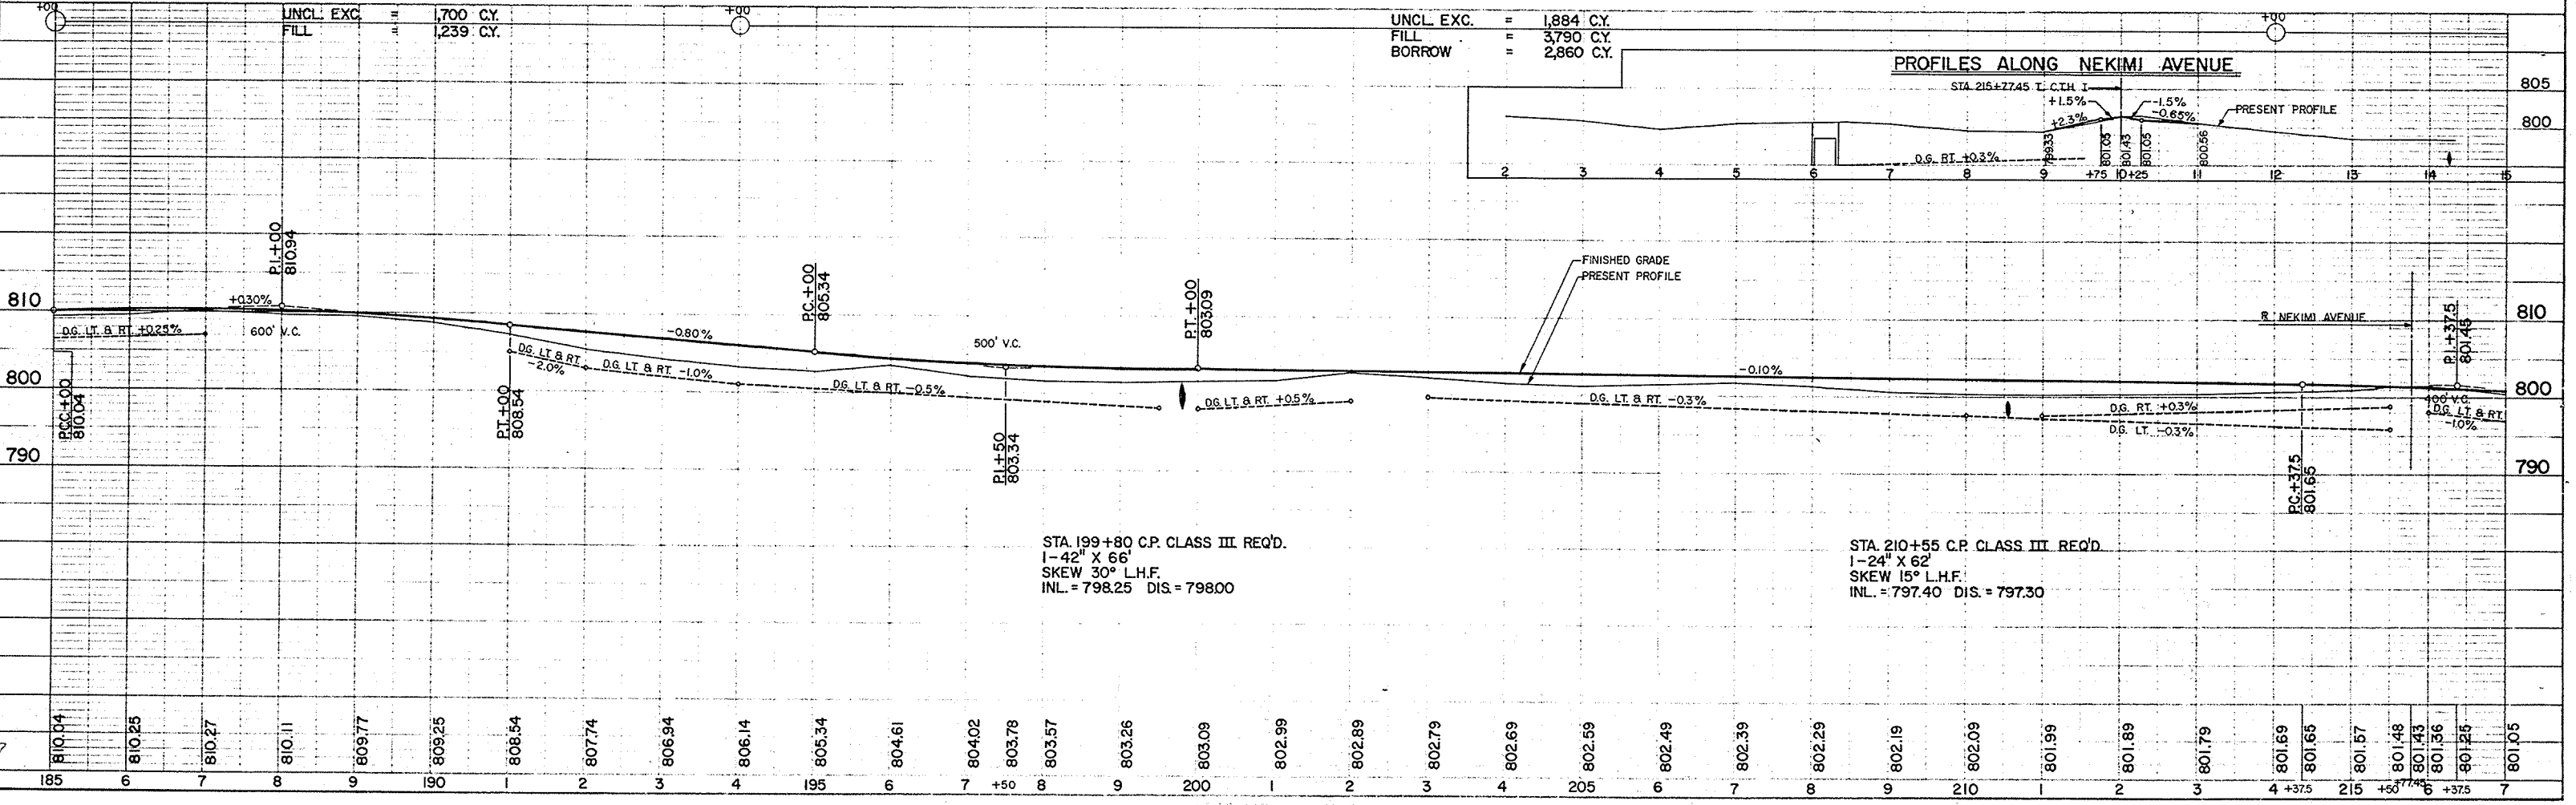 +00
UNCL. EXC. = 1,700 C.Y.
FILL = 1,239 C.Y.
+00
UNCL. EXC. = 1,884 C.Y.
FILL = 3,790 C.Y.
BORROW = 2,860 C.Y.
+00
PROFILES ALONG NEKIMI AVENUE
STA. 215+77.45 T. C.T.H. I
+1.5% -1.5%
+2.3% -0.65%
PRESENT PROFILE
D.G. RT. +0.3%
799.33 801.05 801.43 801.05 800.56
805
800
2 3 4 5 6 7 8 9 +75 10 +25 11 12 13 14 15
P.I.+00
810.94
+0.30%
600' V.C.
D.G. LT. & RT. +0.25%
P.C.C.+00
810.04
810
800
790
D.G. LT. & RT.
-2.0%
D.G. LT. & RT. -1.0%
P.T.+00
808.54
-0.80%
P.C.+00
805.34
D.G. LT. & RT. -0.5%
500' V.C.
P.I.+50
803.34
P.T.+00
803.09
D.G. LT. & RT. +0.5%
FINISHED GRADE
PRESENT PROFILE
-0.10%
D.G. LT. & RT. -0.3%
D.G. RT. +0.3%
D.G. LT. -0.3%
R NEKIMI AVENUE
P.C.+37.5
801.65
P.I.+37.5
801.45
400' V.C.
D.G. LT. & RT.
-1.0%
810
800
790
STA. 199+80 C.P. CLASS III REQ'D.
1-42" X 66'
SKEW 30° L.H.F.
INL. = 798.25 DIS. = 798.00
STA. 210+55 C.P. CLASS III REQ'D.
1-24" X 62'
SKEW 15° L.H.F.
INL. = 797.40 DIS. = 797.30
810.04 810.25 810.27 810.11 809.77 809.25 808.54 807.74 806.94 806.14 805.34 804.61 804.02 803.78 803.57 803.26 803.09 802.99 802.89 802.79 802.69 802.59 802.49 802.39 802.29 802.19 802.09 801.99 801.89 801.79 801.69 801.65 801.57 801.48 801.43 801.36 801.25 801.05
7
185 6 7 8 9 190 1 2 3 4 195 6 7 +50 8 9 200 1 2 3 4 205 6 7 8 9 210 1 2 3 4 +37.5 215 +50 +77.45 6 +37.5 7